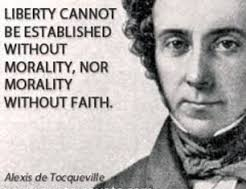 LIBERTY CANNOT
BE ESTABLISHED
WITHOUT
MORALITY, NOR
MORALITY
WITHOUT FAITH.
Alexis de Tocqueville